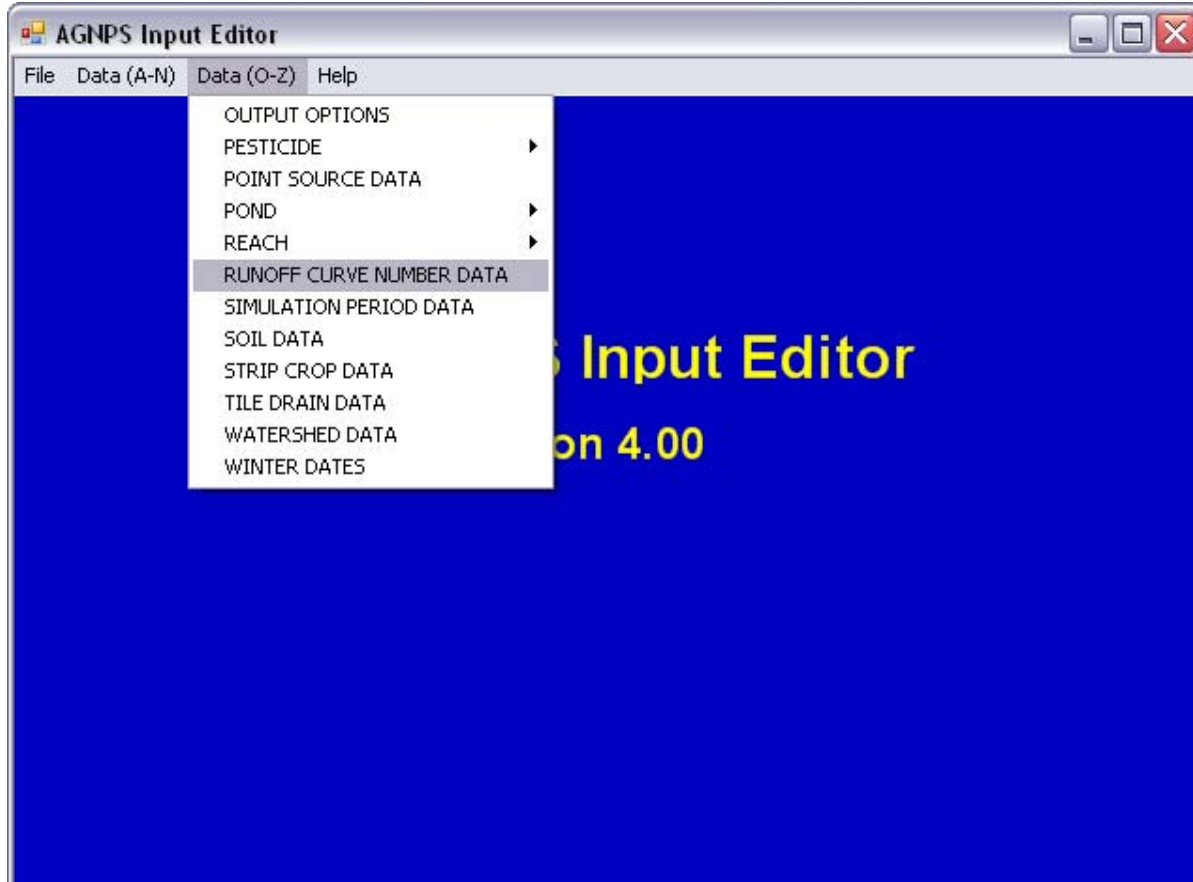 AGNPS Input Editor
File Data (A-N) Data (O-Z) Help
OUTPUT OPTIONS
PESTICIDE
POINT SOURCE DATA
POND
REACH
RUNOFF CURVE NUMBER DATA
SIMULATION PERIOD DATA
SOIL DATA
STRIP CROP DATA
TILE DRAIN DATA
WATERSHED DATA
WINTER DATES
Input Editor
on 4.00